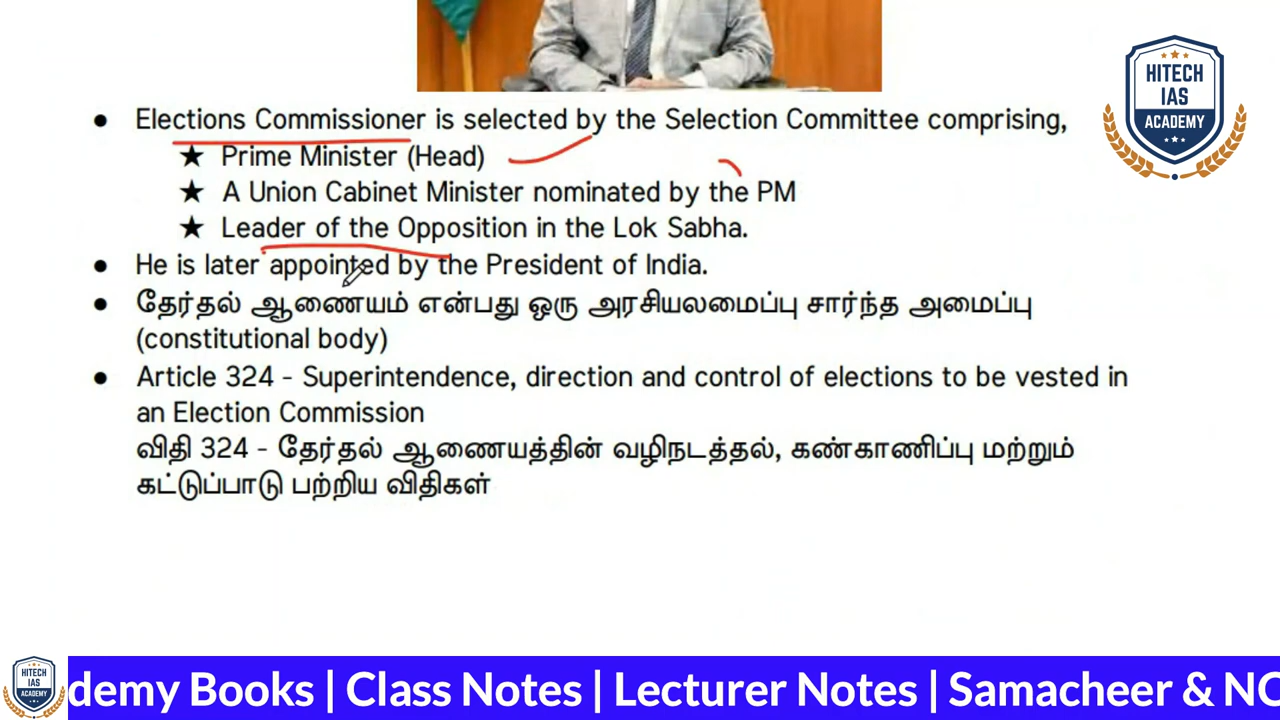 HITECH
IAS
ACADEMY
● Elections Commissioner is selected by the Selection Committee comprising,
★ Prime Minister (Head)
★ A Union Cabinet Minister nominated by the PM
★ Leader of the Opposition in the Lok Sabha.
● He is later appointed by the President of India.
● தேர்தல் ஆணையம் என்பது ஒரு அரசியலமைப்பு சார்ந்த அமைப்பு
(constitutional body)
● Article 324 - Superintendence, direction and control of elections to be vested in
an Election Commission
விதி 324 - தேர்தல் ஆணையத்தின் வழிநடத்தல், கண்காணிப்பு மற்றும்
கட்டுப்பாடு பற்றிய விதிகள்
HITECH
IAS
ACADEMY
demy Books | Class Notes | Lecturer Notes | Samacheer & NC